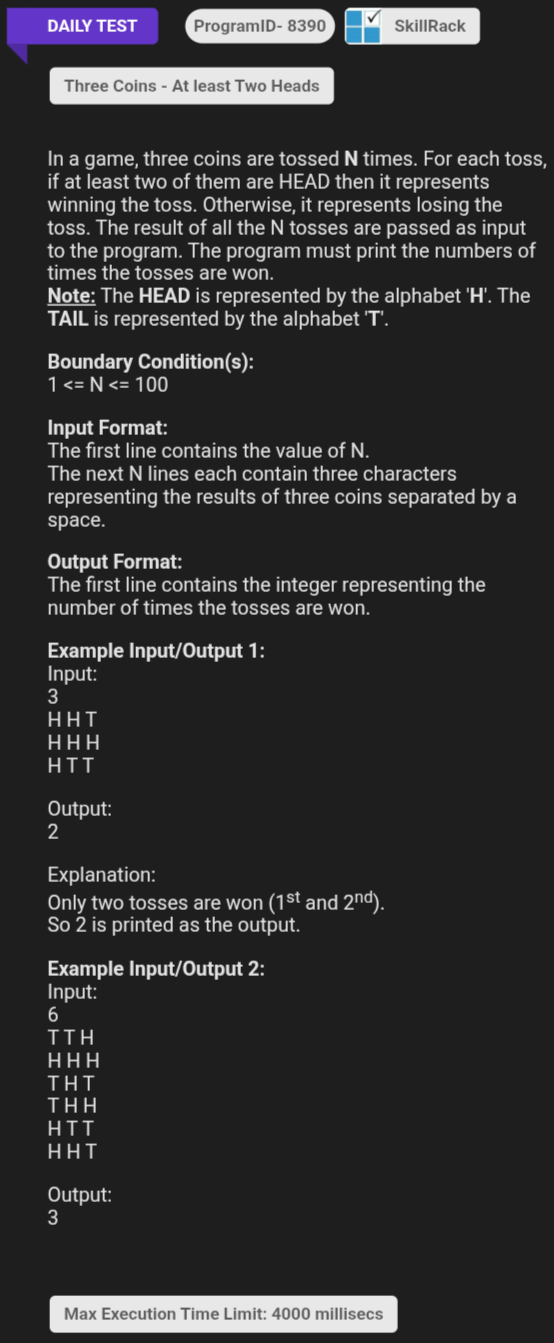 DAILY TEST
ProgramID- 8390
SkillRack
Three Coins - At least Two Heads
In a game, three coins are tossed N times. For each toss,
if at least two of them are HEAD then it represents
winning the toss. Otherwise, it represents losing the
toss. The result of all the N tosses are passed as input
to the program. The program must print the numbers of
times the tosses are won.
Note: The HEAD is represented by the alphabet 'H'. The
TAIL is represented by the alphabet 'T'.
Boundary Condition(s):
1 <= N <= 100
Input Format:
The first line contains the value of N.
The next N lines each contain three characters
representing the results of three coins separated by a
space.
Output Format:
The first line contains the integer representing the
number of times the tosses are won.
Example Input/Output 1:
Input:
3
H H T
H H H
H T T
Output:
2
Explanation:
Only two tosses are won (1st and 2nd).
So 2 is printed as the output.
Example Input/Output 2:
Input:
6
T T H
H H H
T H T
T H H
H T T
H H T
Output:
3
Max Execution Time Limit: 4000 millisecs